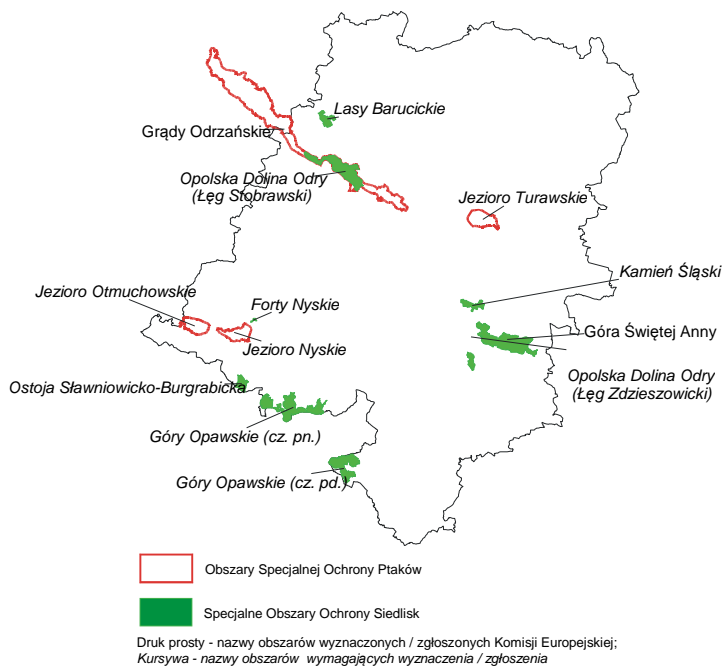 Lasy Barucickie
Grądy Odrzańskie
Opolska Dolina Odry
(Łęg Stobrawski)
Jezioro Turawskie
Kamień Śląski
Jezioro Otmuchowskie
Forty Nyskie
Góra Świętej Anny
Jezioro Nyskie
Opolska Dolina Odry
(Łęg Zdzieszowicki)
Ostoja Sławniowicko-Burgrabicka
Góry Opawskie (cz. pn.)
Góry Opawskie (cz. pd.)
Obszary Specjalnej Ochrony Ptaków
Specjalne Obszary Ochrony Siedlisk
Druk prosty - nazwy obszarów wyznaczonych / zgłoszonych Komisji Europejskiej;
Kursywa - nazwy obszarów wymagających wyznaczenia / zgłoszenia